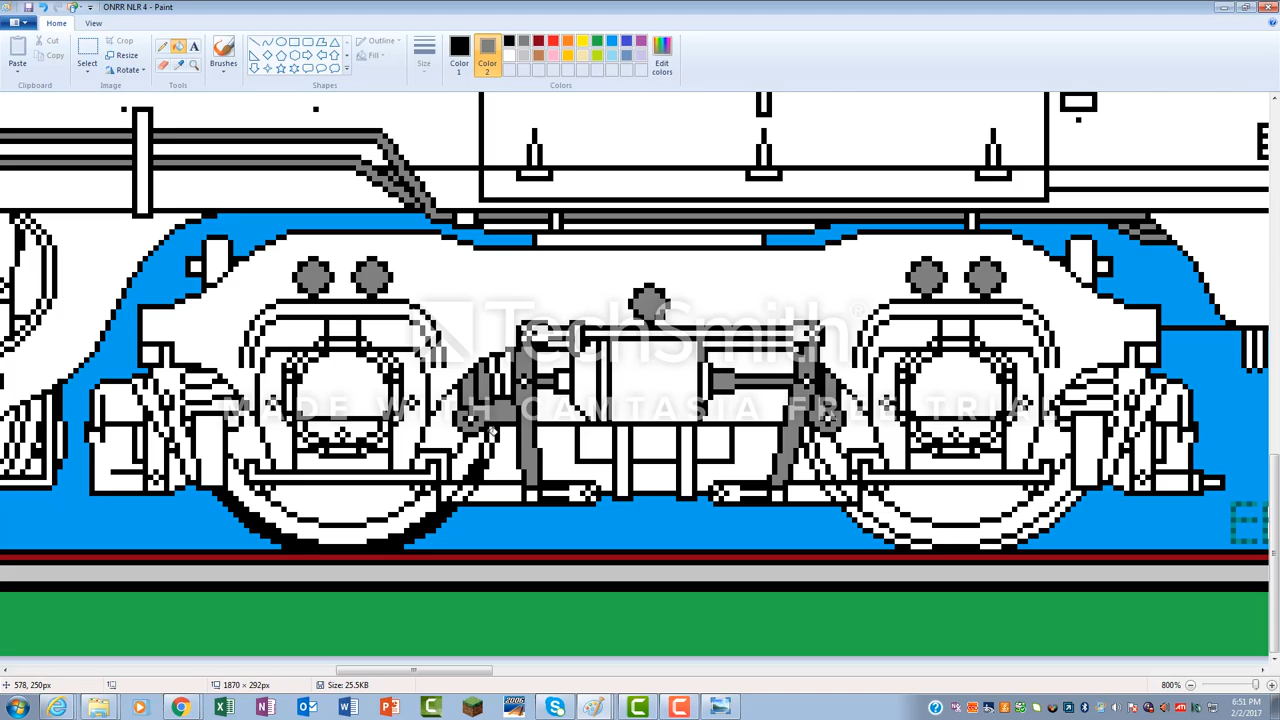 ONRR NLR 4 - Paint
Home View
Paste
Cut
Copy
Clipboard
Select
Crop
Resize
Rotate
Image
A
Tools
Brushes
Outline
Fill
Shapes
Size
Color 1
Color 2
Edit colors
Colors
TechSmith®
MADE WITH CAMTASIA FREE TRIAL
578, 250px
1870 × 292px
Size: 25.5KB
800%
2006
6:51 PM
2/2/2017